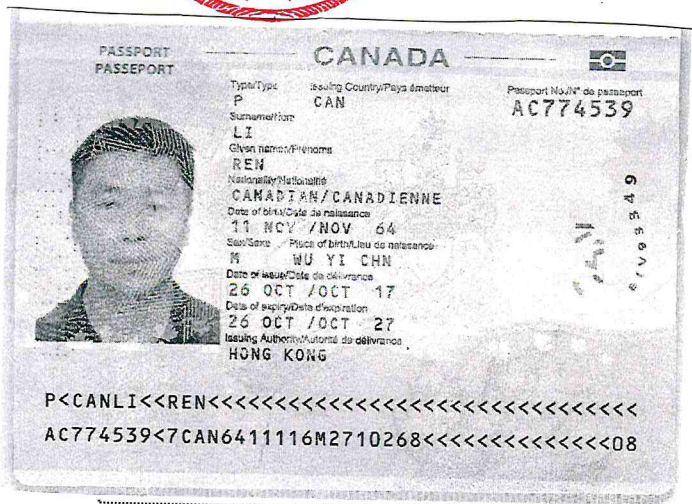 PASSPORT
PASSEPORT
CANADA
Type/Type Issuing Country/Pays émetteur
P CAN
Passport No./N° de passeport
AC774539
Surname/Nom
LI
Given names/Prénoms
REN
Nationality/Nationalité
CANADIAN/CANADIENNE
Date of birth/Date de naissance
11 NOV /NOV 64
Sex/Sexe Place of birth/Lieu de naissance
M WU YI CHN
Date of issue/Date de délivrance
26 OCT /OCT 17
Date of expiry/Date d'expiration
26 OCT /OCT 27
Issuing Authority/Autorité de délivrance
HONG KONG
P<CANLI<<REN<<<<<<<<<<<<<<<<<<<<<<<<<<<<<<<<
AC774539<7CAN6411116M2710268<<<<<<<<<<<<<<08